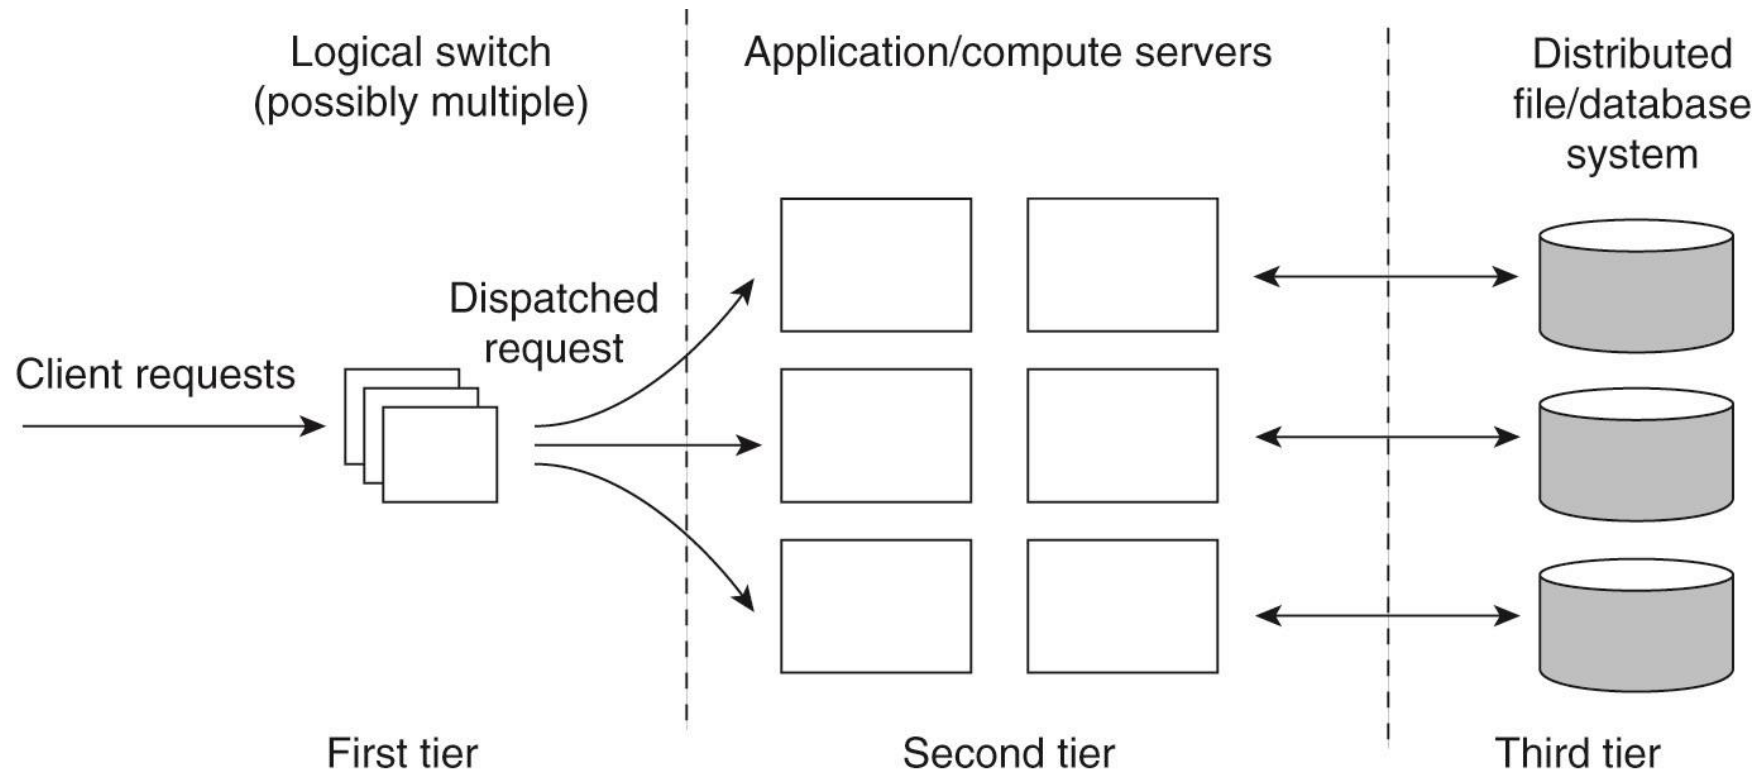 Logical switch
(possibly multiple)
Application/compute servers
Distributed
file/database
system
Dispatched
request
Client requests
First tier
Second tier
Third tier